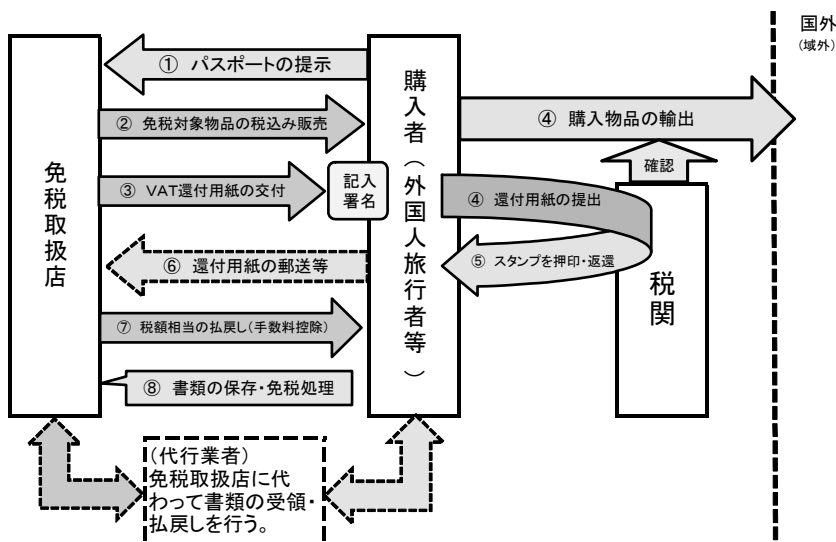 国外
(域外)
① パスポートの提示
② 免税対象物品の税込み販売
③ VAT還付用紙の交付
記入
署名
④ 購入物品の輸出
確認
④ 還付用紙の提出
⑤ スタンプを押印・返還
⑥ 還付用紙の郵送等
⑦ 税額相当の払戻し(手数料控除)
⑧ 書類の保存・免税処理
免税取扱店
購入者(外国人旅行者等)
税関
(代行業者)
免税取扱店に代
わって書類の受領・
払戻しを行う。